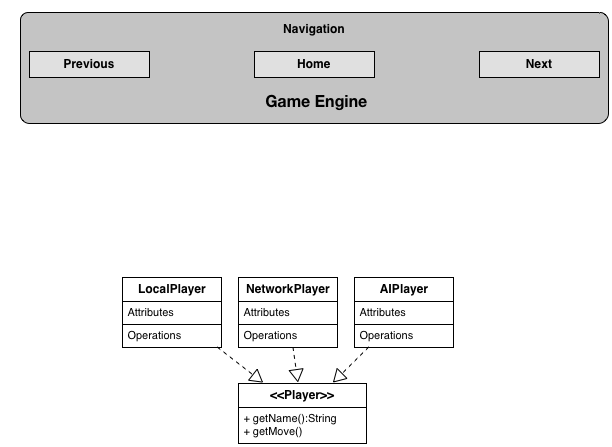 Navigation
Previous Home Next
Game Engine
LocalPlayer NetworkPlayer AIPlayer
Attributes Attributes Attributes
Operations Operations Operations
<<Player>>
+ getName():String
+ getMove()